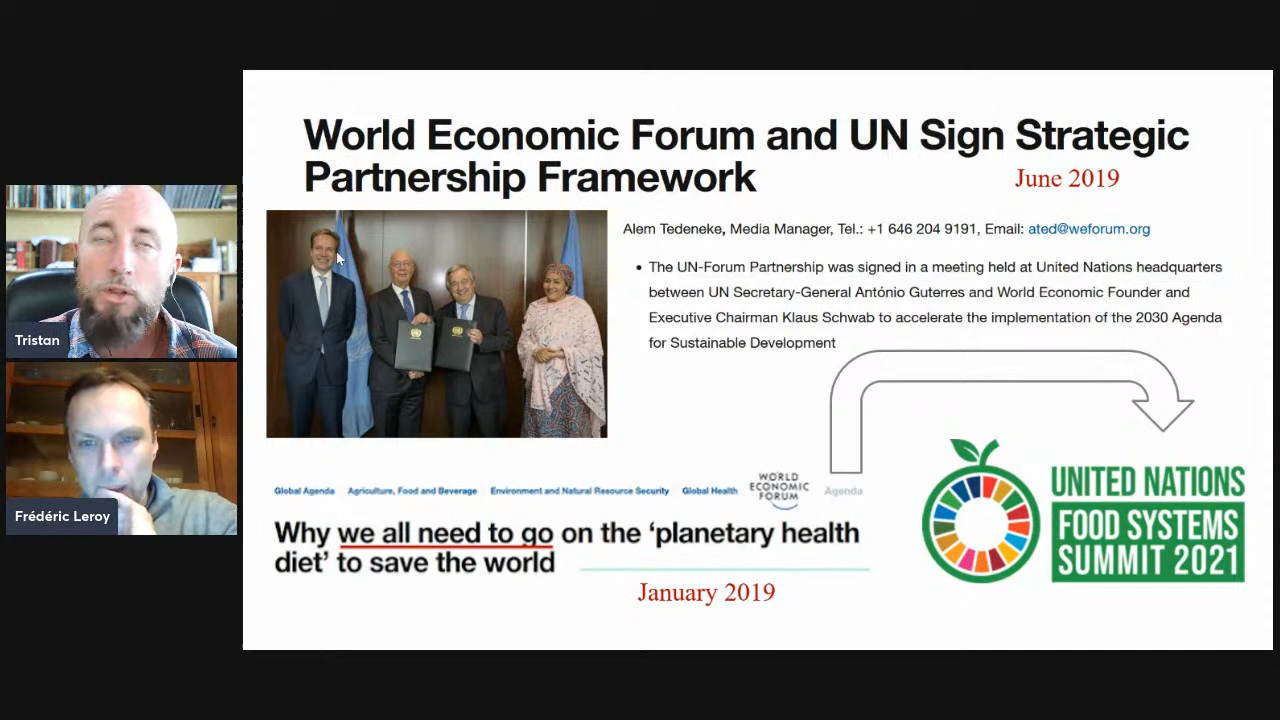 World Economic Forum and UN Sign Strategic
Partnership Framework
June 2019
Alem Tedeneke, Media Manager, Tel.: +1 646 204 9191, Email: ated@weforum.org
• The UN-Forum Partnership was signed in a meeting held at United Nations headquarters
between UN Secretary-General António Guterres and World Economic Founder and
Executive Chairman Klaus Schwab to accelerate the implementation of the 2030 Agenda
for Sustainable Development
Tristan
Frédéric Leroy
Global Agenda Agriculture, Food and Beverage Environment and Natural Resource Security Global Health
WORLD
ECONOMIC
FORUM
Agenda
Why we all need to go on the ‘planetary health
diet’ to save the world
January 2019
UNITED NATIONS
FOOD SYSTEMS
SUMMIT 2021